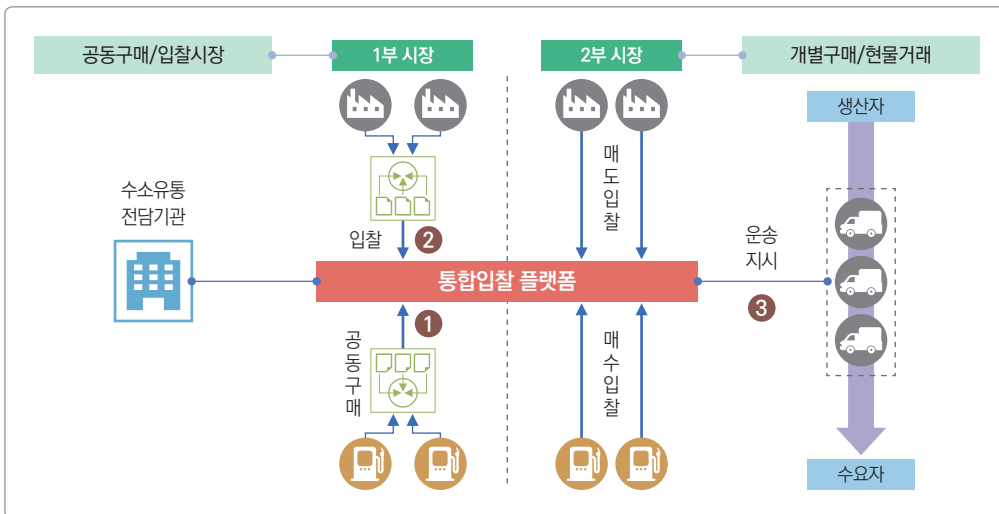 공동구매/입찰시장
1부 시장
2부 시장
개별구매/현물거래
생산자
수소유통
전담기관
입찰
2
매도입찰
운송
지시
통합입찰 플랫폼
1
3
공동구매
매수입찰
수요자